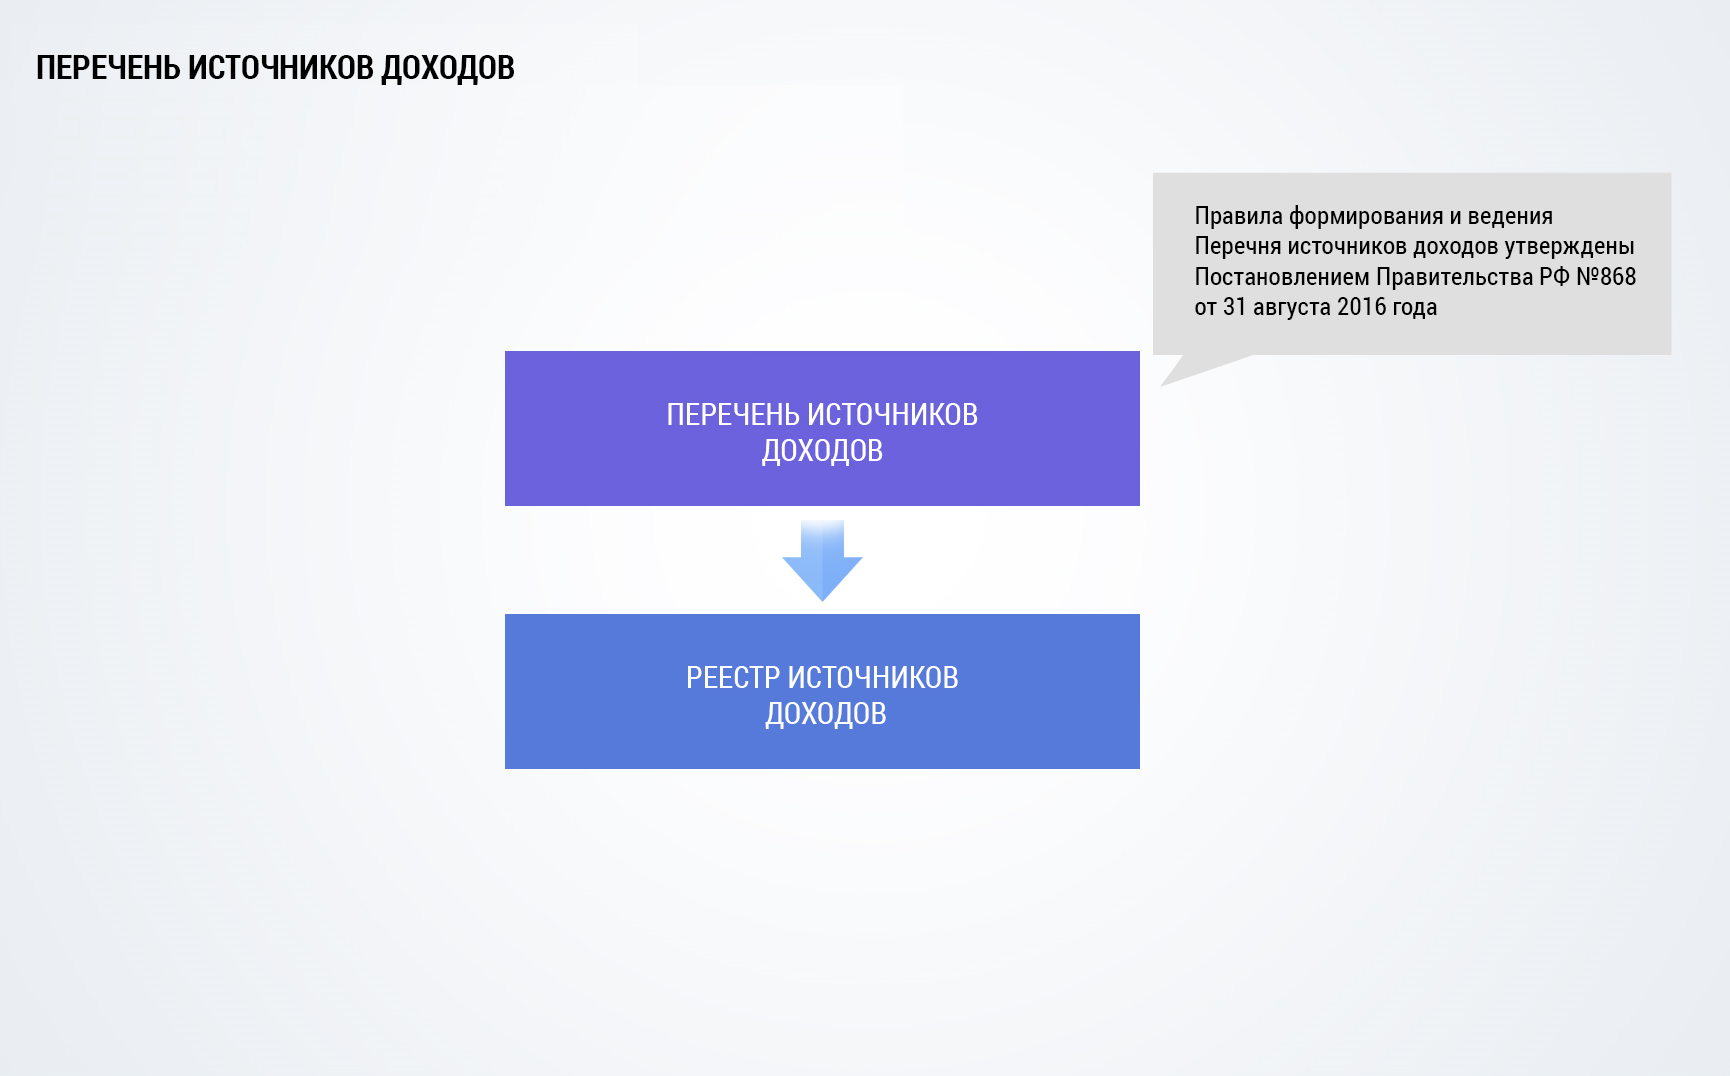 ПЕРЕЧЕНЬ ИСТОЧНИКОВ ДОХОДОВ
Правила формирования и ведения
Перечня источников доходов утверждены
Постановлением Правительства РФ №868
от 31 августа 2016 года
ПЕРЕЧЕНЬ ИСТОЧНИКОВ
ДОХОДОВ
РЕЕСТР ИСТОЧНИКОВ
ДОХОДОВ